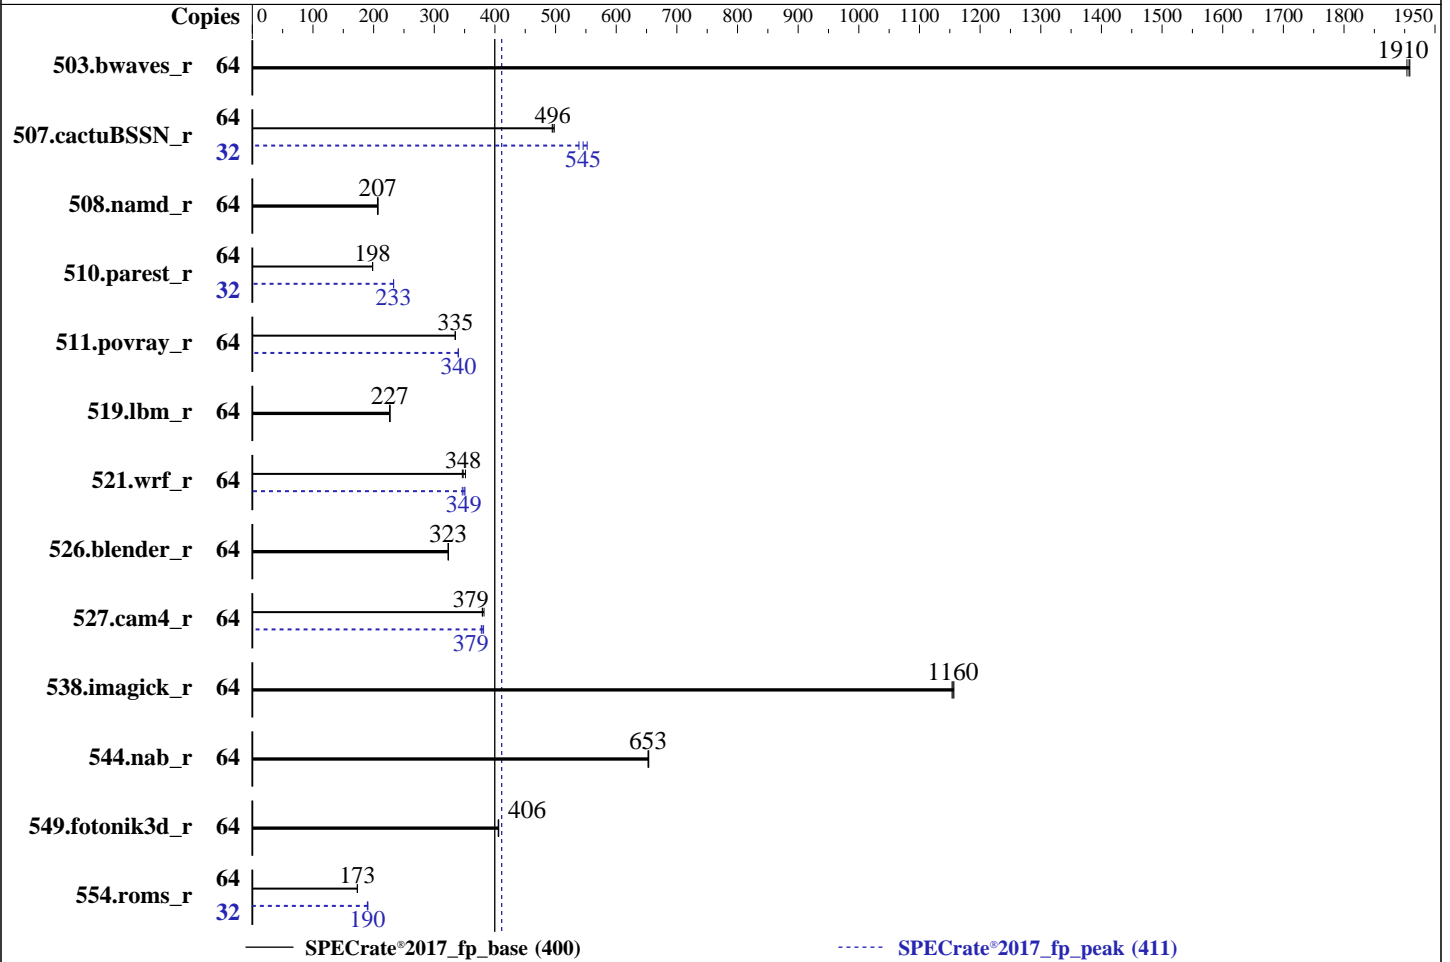 Copies 0 100 200 300 400 500 600 700 800 900 1000 1100 1200 1300 1400 1500 1600 1700 1800 1950
1910
503.bwaves_r 64
64 496
507.cactuBSSN_r
32 545
207
508.namd_r 64
64 198
510.parest_r
32 233
335
511.povray_r 64
340
227
519.lbm_r 64
348
521.wrf_r 64
349
323
526.blender_r 64
379
527.cam4_r 64
379
1160
538.imagick_r 64
653
544.nab_r 64
406
549.fotonik3d_r 64
64 173
554.roms_r
32 190
SPECrate®2017_fp_base (400) SPECrate®2017_fp_peak (411)